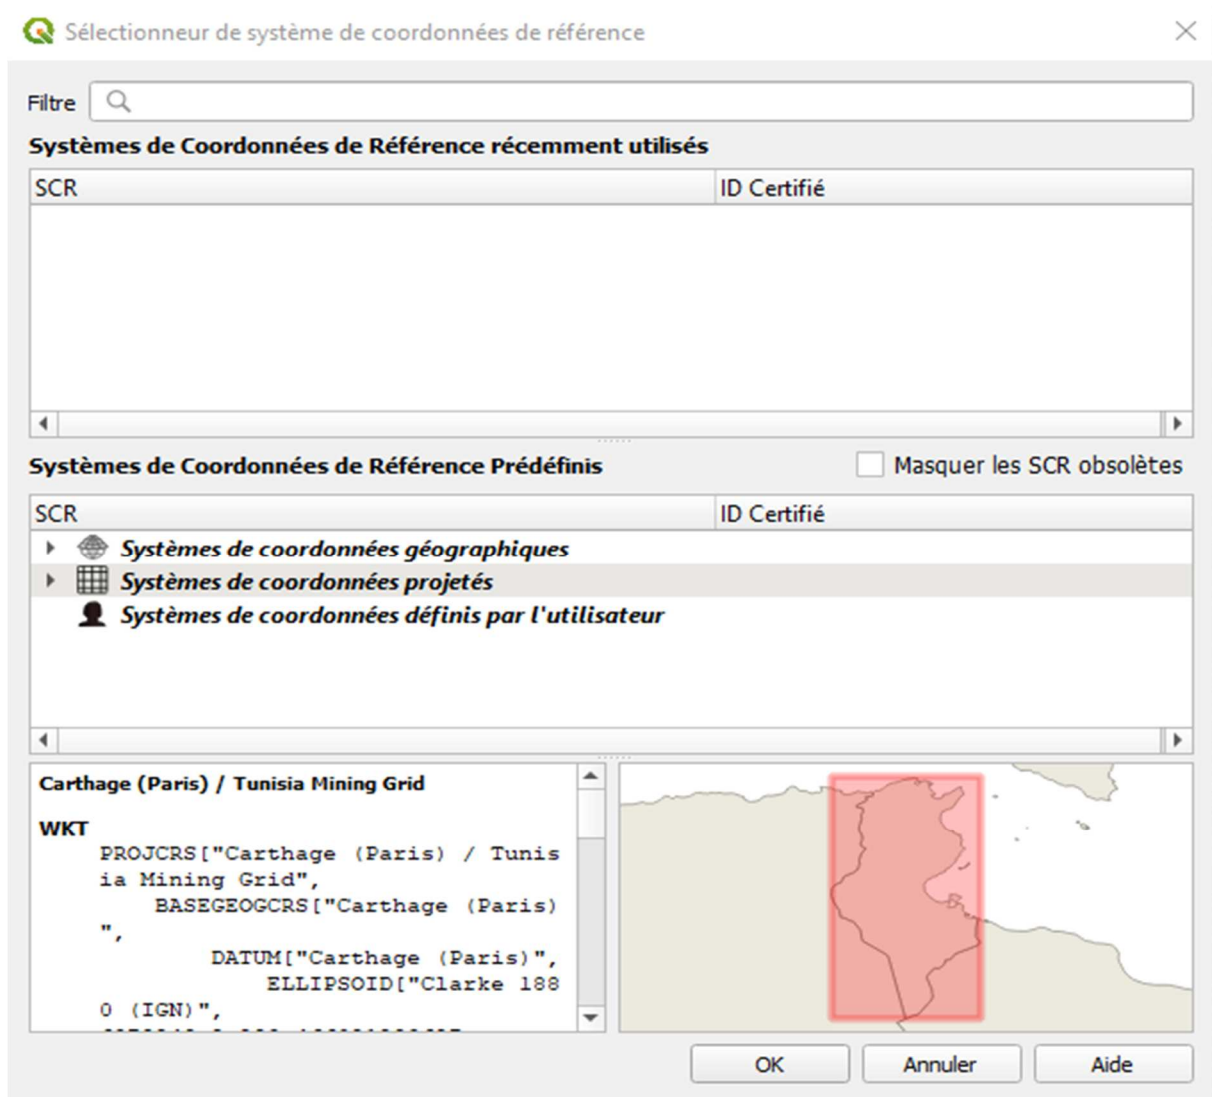 Sélectionneur de système de coordonnées de référence
Filtre
Systèmes de Coordonnées de Référence récemment utilisés
SCR ID Certifié
Systèmes de Coordonnées de Référence Prédéfinis Masquer les SCR obsolètes
SCR ID Certifié
Systèmes de coordonnées géographiques
Systèmes de coordonnées projetés
Systèmes de coordonnées définis par l'utilisateur
Carthage (Paris) / Tunisia Mining Grid
WKT
PROJCRS["Carthage (Paris) / Tunis
ia Mining Grid",
BASEGEOGCRS["Carthage (Paris)
",
DATUM["Carthage (Paris)",
ELLIPSOID["Clarke 188
0 (IGN)",
OK Annuler Aide